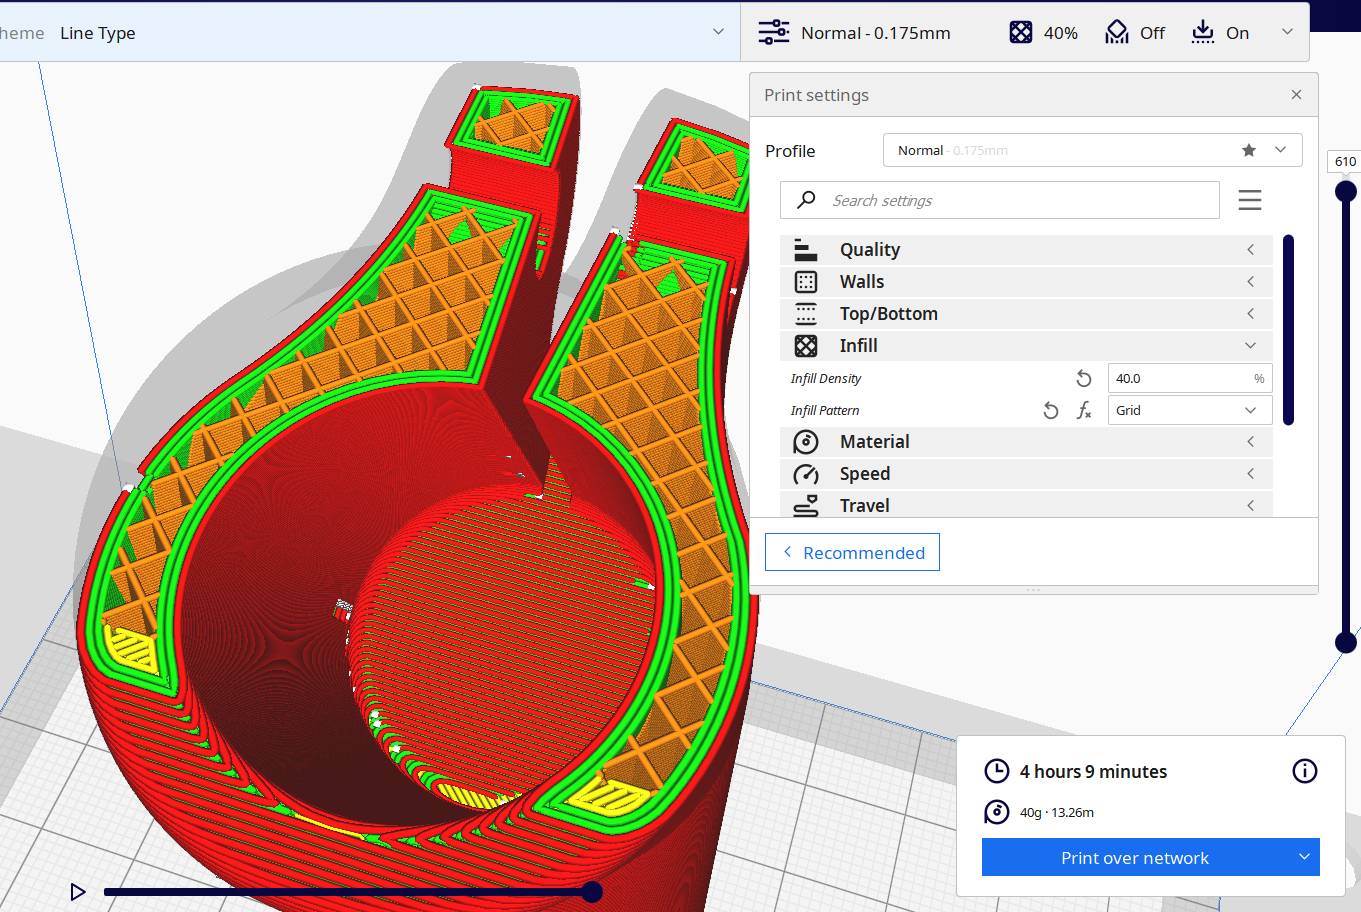 heme Line Type
Normal - 0.175mm 40% Off On
Print settings
Profile Normal - 0.175mm
610
Search settings
Quality
Walls
Top/Bottom
Infill
Infill Density 40.0 %
Infill Pattern Grid
Material
Speed
Travel
Recommended
4 hours 9 minutes
40g · 13.26m
Print over network